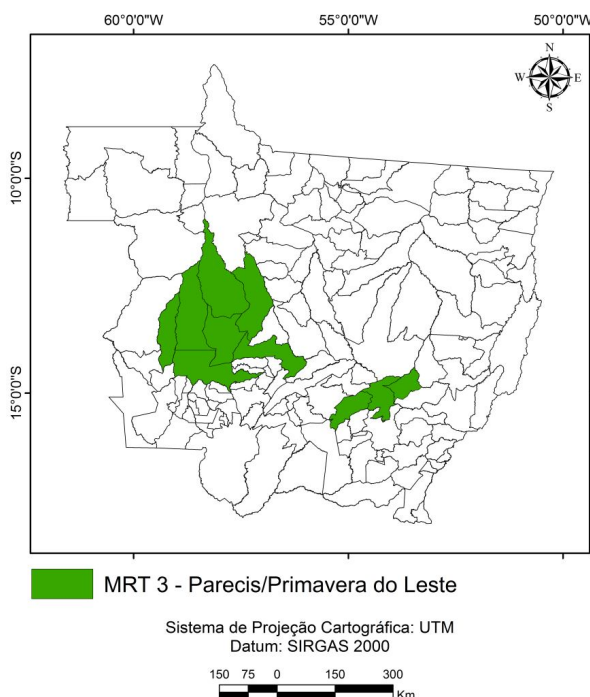 60°0'0"W 55°0'0"W 50°0'0"W
N
W E
S
10°0'0"S
15°0'0"S
MRT 3 - Parecis/Primavera do Leste
Sistema de Projeção Cartográfica: UTM
Datum: SIRGAS 2000
150 75 0 150 300
Km